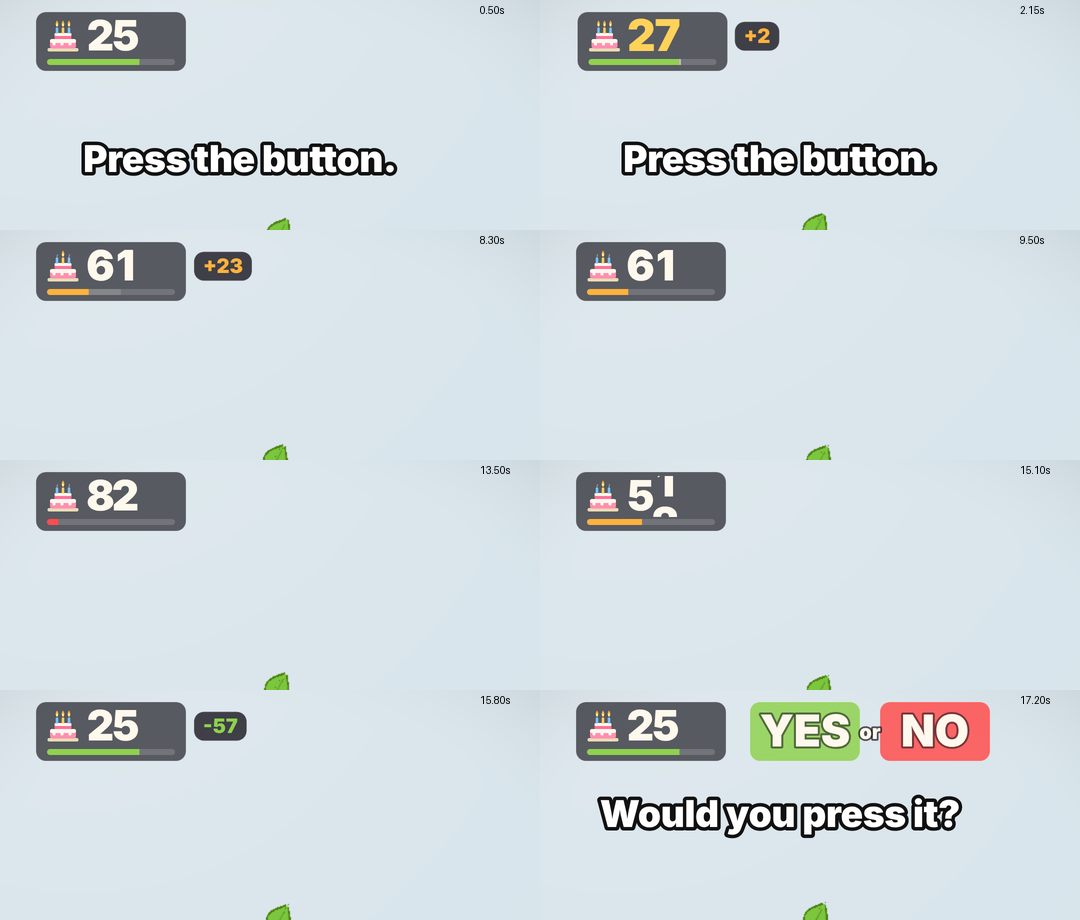 25
0.50s
Press the button.
27
+2
2.15s
Press the button.
61
+23
8.30s
61
9.50s
82
13.50s
5
15.10s
25
-57
15.80s
25
YES or NO
17.20s
Would you press it?